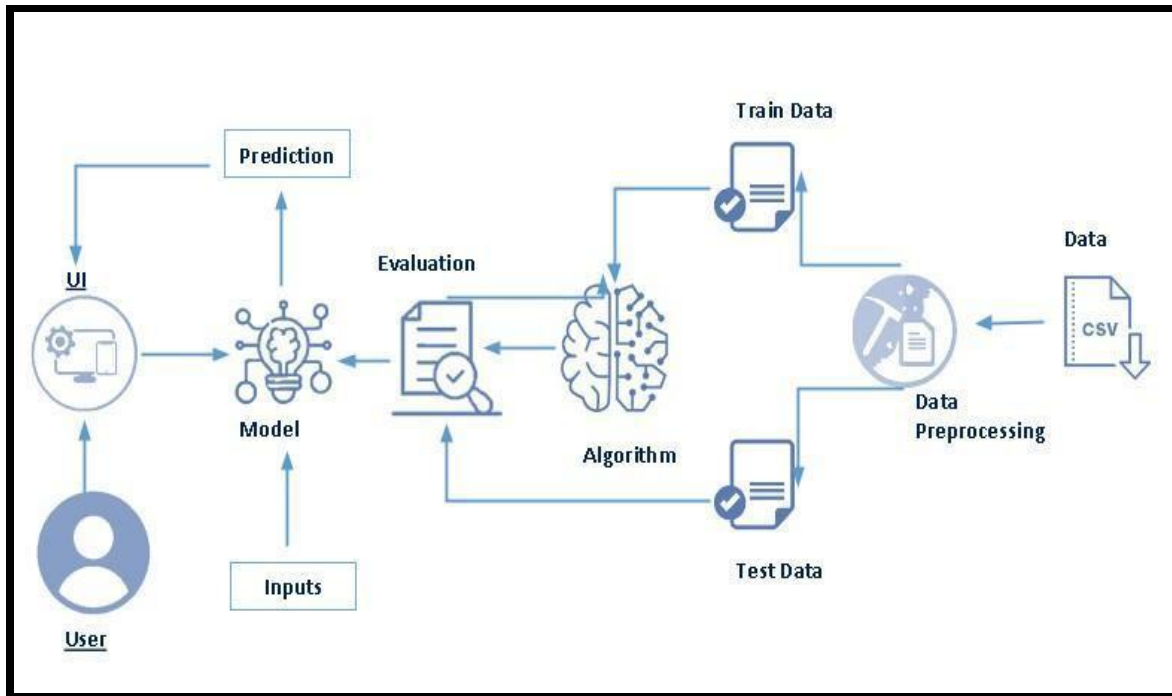 Train Data
Prediction
Data
Evaluation
UI
CSV
Data
Preprocessing
Model
Algorithm
Test Data
Inputs
User